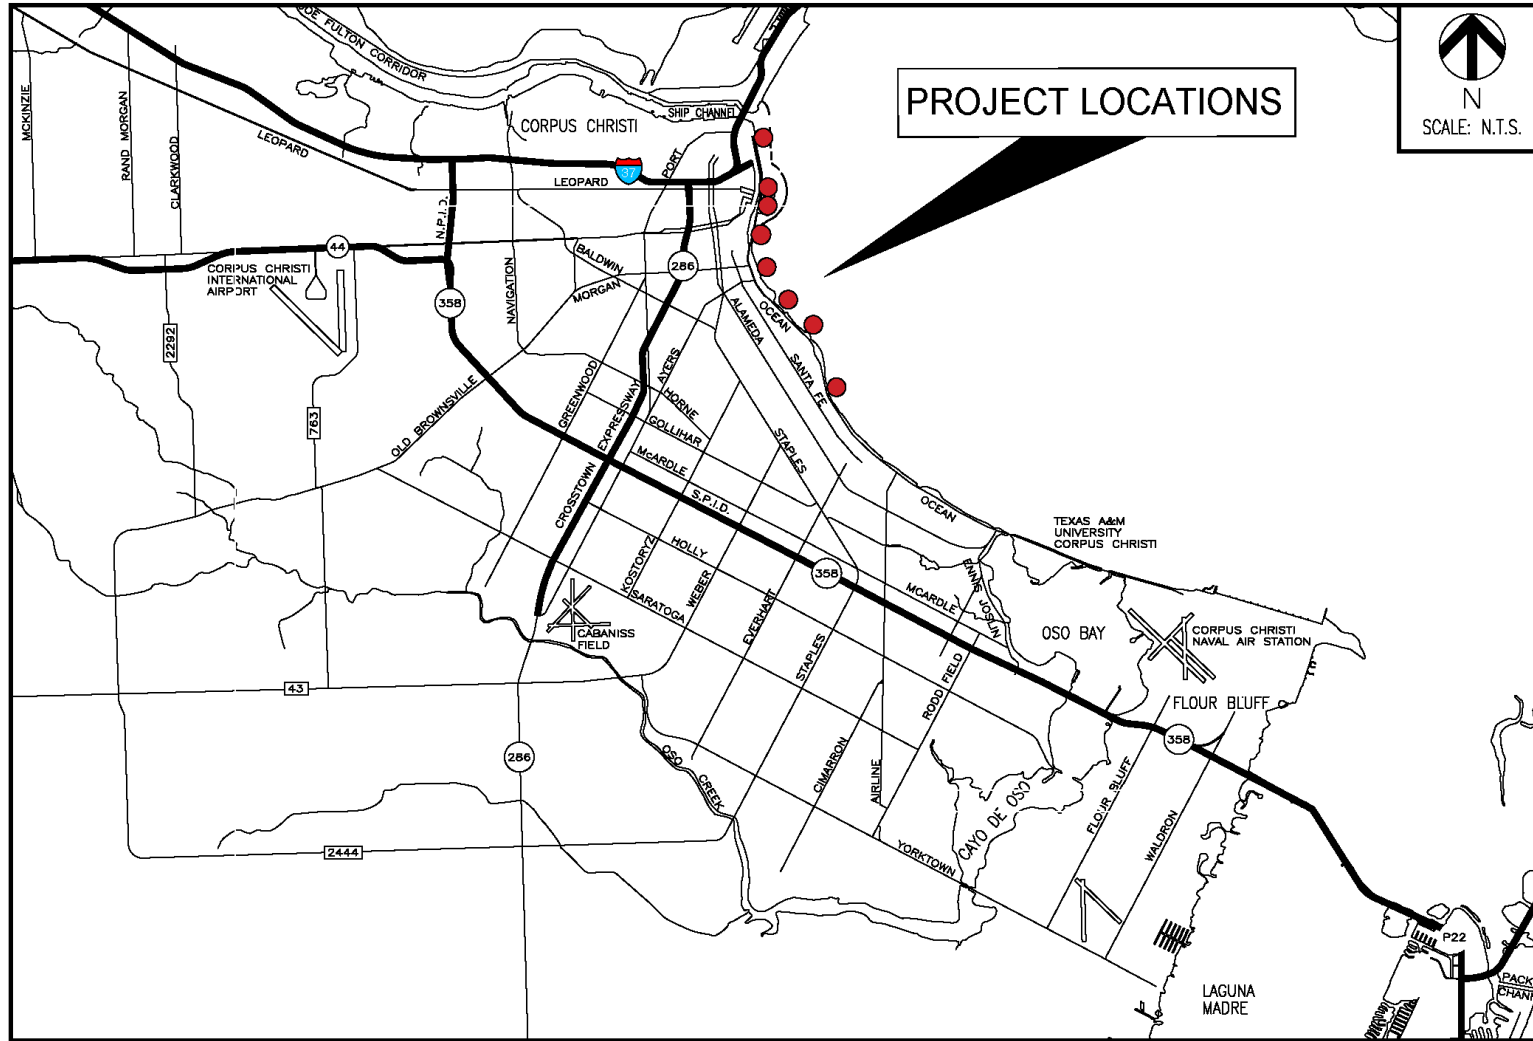 JOE FULTON CORRIDOR
PROJECT LOCATIONS
N
SCALE: N.T.S.
MCKINZIE
RAND MORGAN
CLARKWOOD
LEOPARD
CORPUS CHRISTI
SHIP CHANNEL
PORT
37
LEOPARD
N.P.I.D.
44
CORPUS CHRISTI
INTERNATIONAL
AIRPORT
358
NAVIGATION
BALDWIN
MORGAN
286
ALAMEDA
OCEAN
SANTA FE
2292
763
OLD BROWNSVILLE
GREENWOOD
CROSSTOWN EXPRESSWAY
AYERS
HORNE
GOLLIHAR
McARDLE
S.P.I.D.
STAPLES
OCEAN
TEXAS A&M
UNIVERSITY
CORPUS CHRISTI
KOSTORYZ
HOLLY
WEBER
SARATOGA
358
EVERHART
STAPLES
MCARDLE
ENNIS JOSLIN
OSO BAY
CORPUS CHRISTI
NAVAL AIR STATION
CABANISS
FIELD
RODD FIELD
FLOUR BLUFF
43
286
OSO CREEK
CIMARRON
AIRLINE
CAYO DE OSO
358
FLOUR BLUFF
WALDRON
2444
YORKTOWN
P22
LAGUNA
MADRE
PACK
CHAN